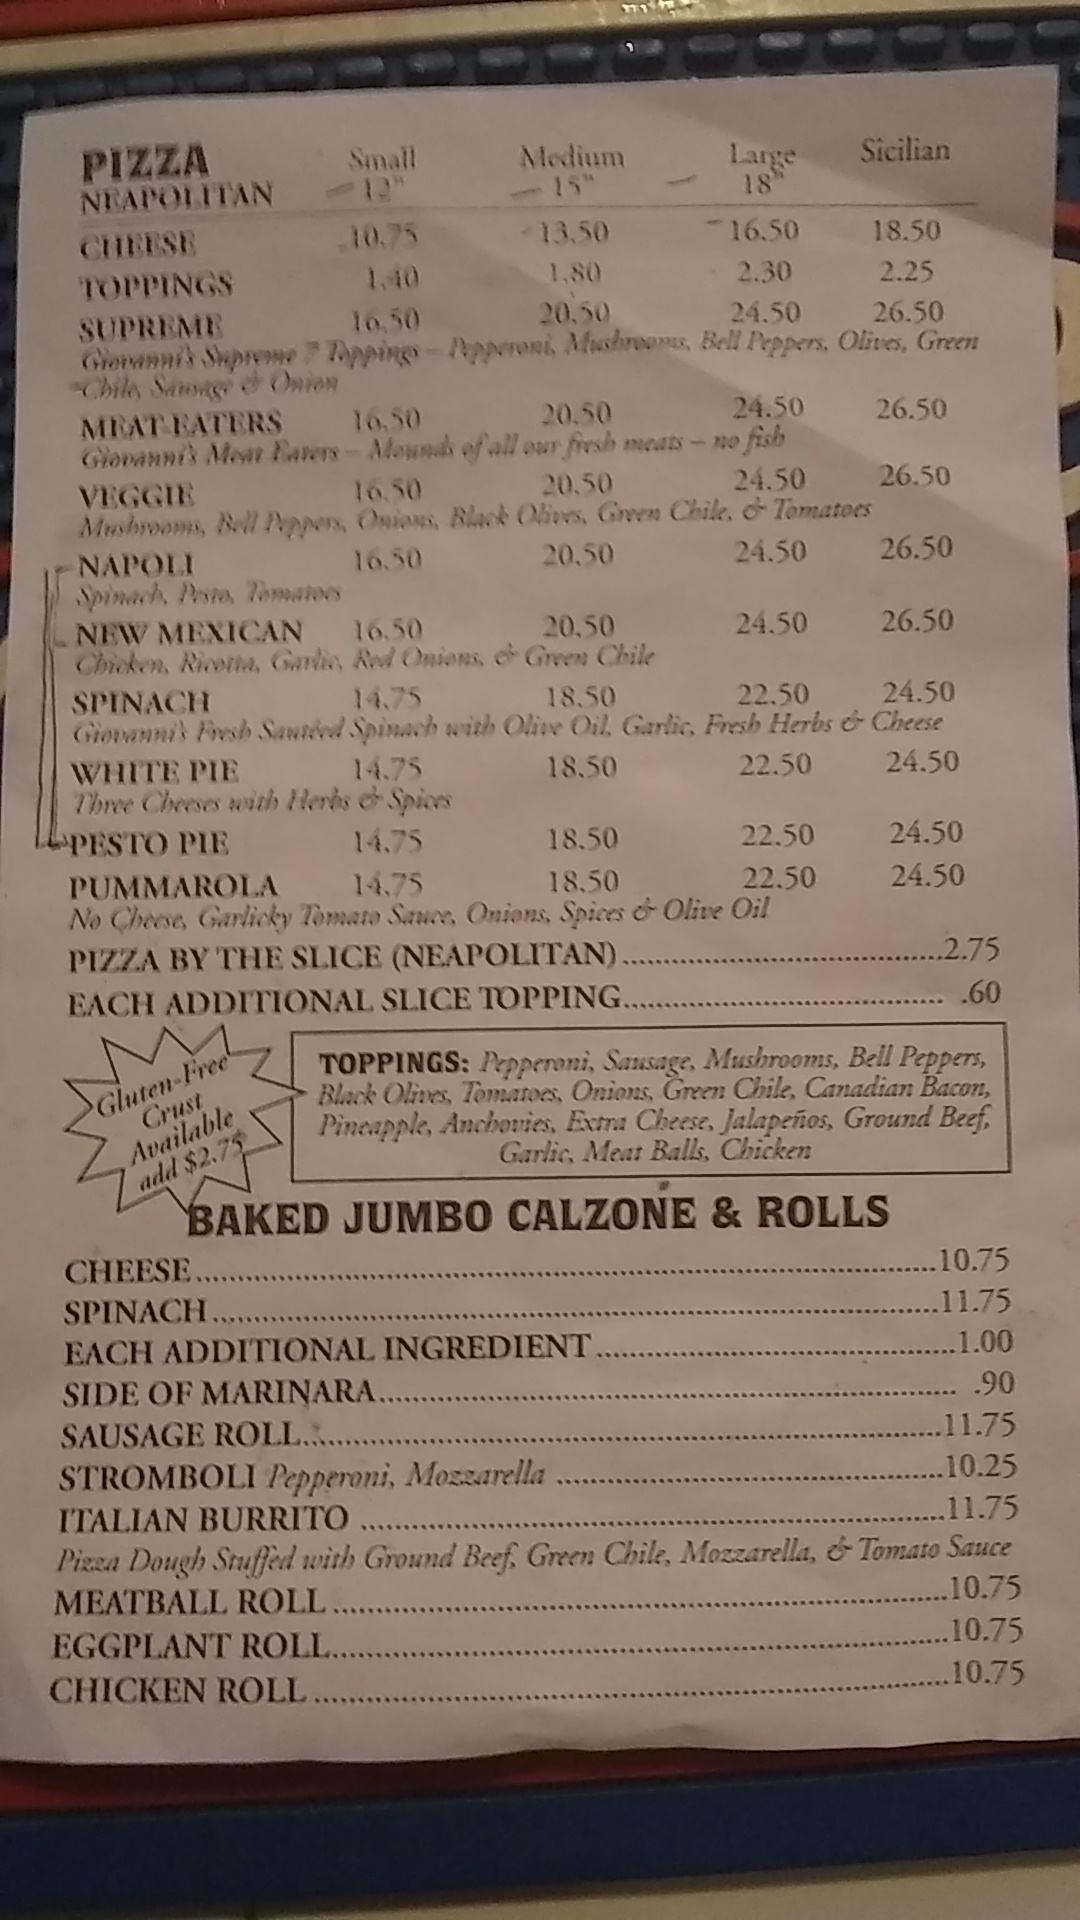 PIZZA Small Medium Large Sicilian
NEAPOLITAN 12" 15" 18"
CHEESE 10.75 13.50 16.50 18.50
TOPPINGS 1.40 1.80 2.30 2.25
SUPREME 16.50 20.50 24.50 26.50
Giovanni's Supreme 7 Toppings – Pepperoni, Mushrooms, Bell Peppers, Olives, Green
Chile, Sausage & Onion
MEAT-EATERS 16.50 20.50 24.50 26.50
Giovanni's Meat Eaters – Mounds of all our fresh meats – no fish
VEGGIE 16.50 20.50 24.50 26.50
Mushrooms, Bell Peppers, Onions, Black Olives, Green Chile, & Tomatoes
NAPOLI 16.50 20.50 24.50 26.50
Spinach, Pesto, Tomatoes
NEW MEXICAN 16.50 20.50 24.50 26.50
Chicken, Ricotta, Garlic, Red Onions, & Green Chile
SPINACH 14.75 18.50 22.50 24.50
Giovanni's Fresh Sautéed Spinach with Olive Oil, Garlic, Fresh Herbs & Cheese
WHITE PIE 14.75 18.50 22.50 24.50
Three Cheeses with Herbs & Spices
PESTO PIE 14.75 18.50 22.50 24.50
PUMMAROLA 14.75 18.50 22.50 24.50
No Cheese, Garlicky Tomato Sauce, Onions, Spices & Olive Oil
PIZZA BY THE SLICE (NEAPOLITAN)....................2.75
EACH ADDITIONAL SLICE TOPPING.................... .60
Gluten-Free
Crust
Available
add $2.75
TOPPINGS: Pepperoni, Sausage, Mushrooms, Bell Peppers,
Black Olives, Tomatoes, Onions, Green Chile, Canadian Bacon,
Pineapple, Anchovies, Extra Cheese, Jalapeños, Ground Beef,
Garlic, Meat Balls, Chicken
BAKED JUMBO CALZONE & ROLLS
CHEESE....................10.75
SPINACH....................11.75
EACH ADDITIONAL INGREDIENT....................1.00
SIDE OF MARINARA.................... .90
SAUSAGE ROLL....................11.75
STROMBOLI Pepperoni, Mozzarella ....................10.25
ITALIAN BURRITO ....................11.75
Pizza Dough Stuffed with Ground Beef, Green Chile, Mozzarella, & Tomato Sauce
MEATBALL ROLL....................10.75
EGGPLANT ROLL....................10.75
CHICKEN ROLL....................10.75